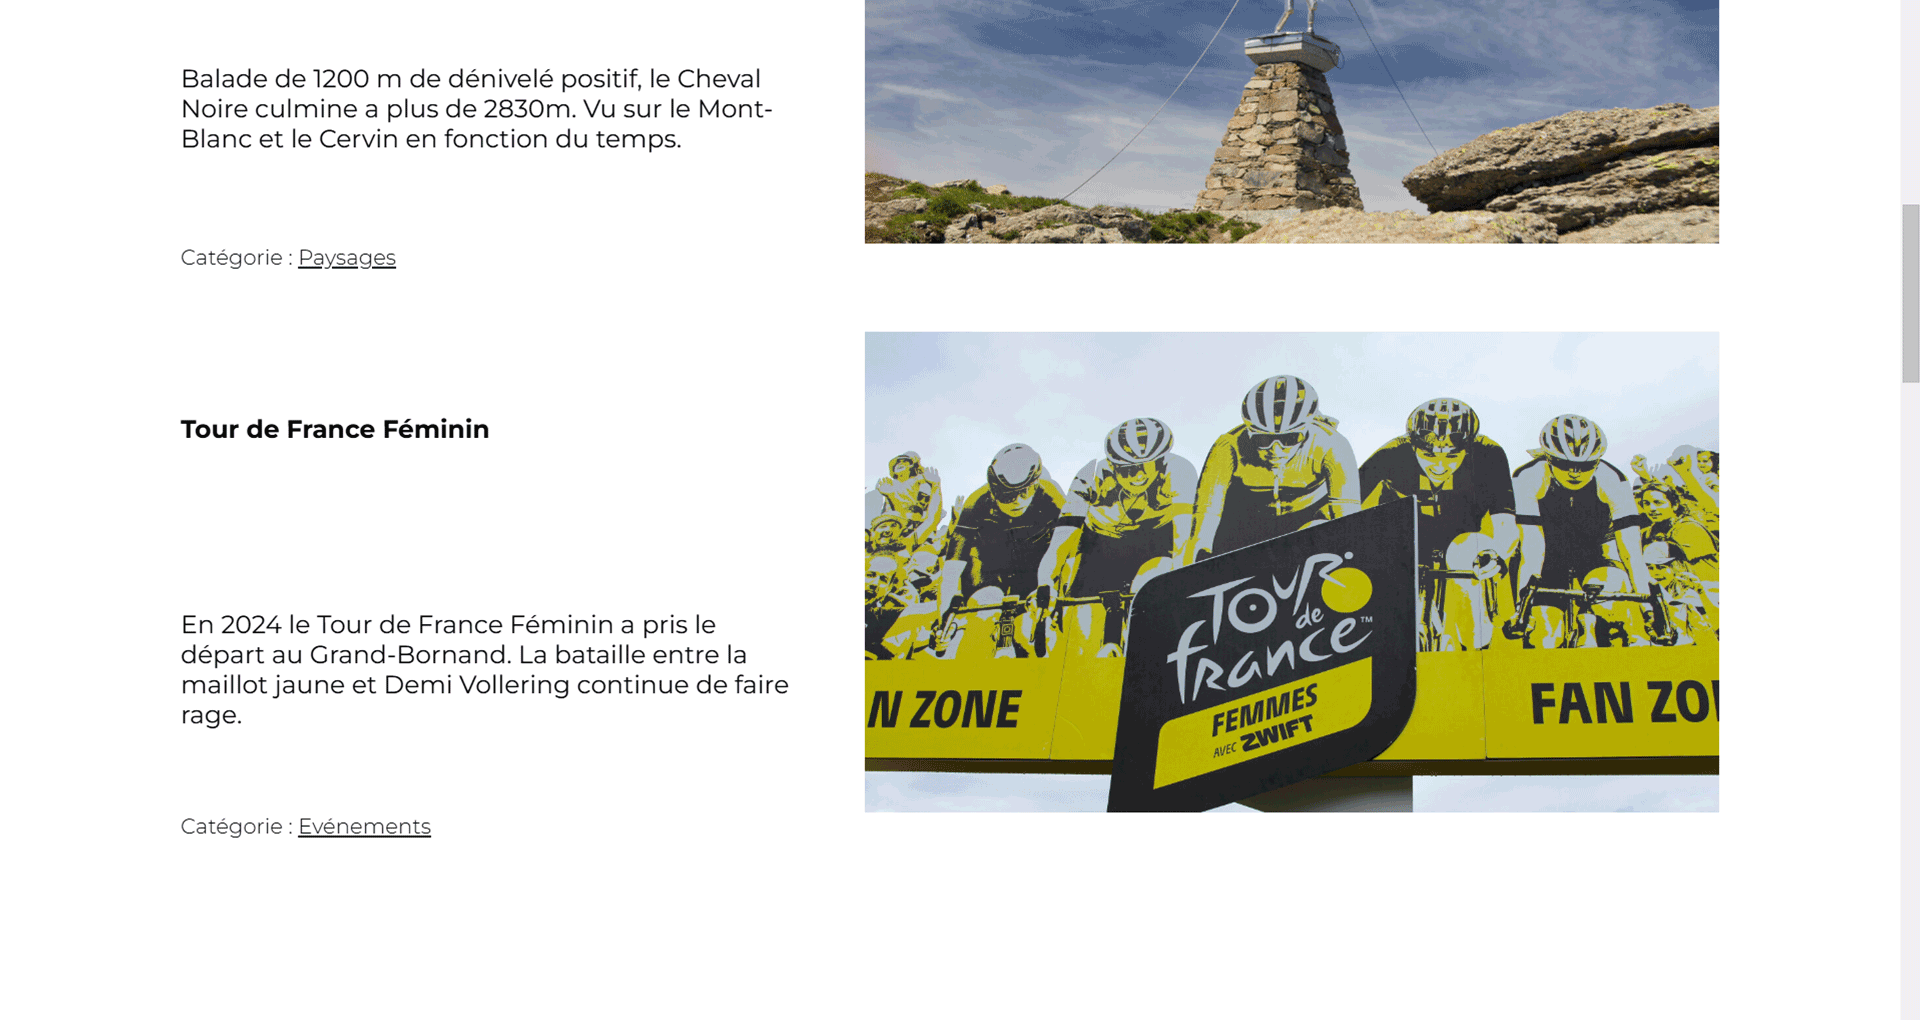 Balade de 1200 m de dénivelé positif, le Cheval
Noire culmine a plus de 2830m. Vu sur le Mont-
Blanc et le Cervin en fonction du temps.
Catégorie : Paysages
Tour de France Féminin
En 2024 le Tour de France Féminin a pris le
départ au Grand-Bornand. La bataille entre la
maillot jaune et Demi Vollering continue de faire
rage.
Catégorie : Evénements
TOUR
de
france™
FEMMES
AVEC ZWIFT
N ZONE
FAN ZO